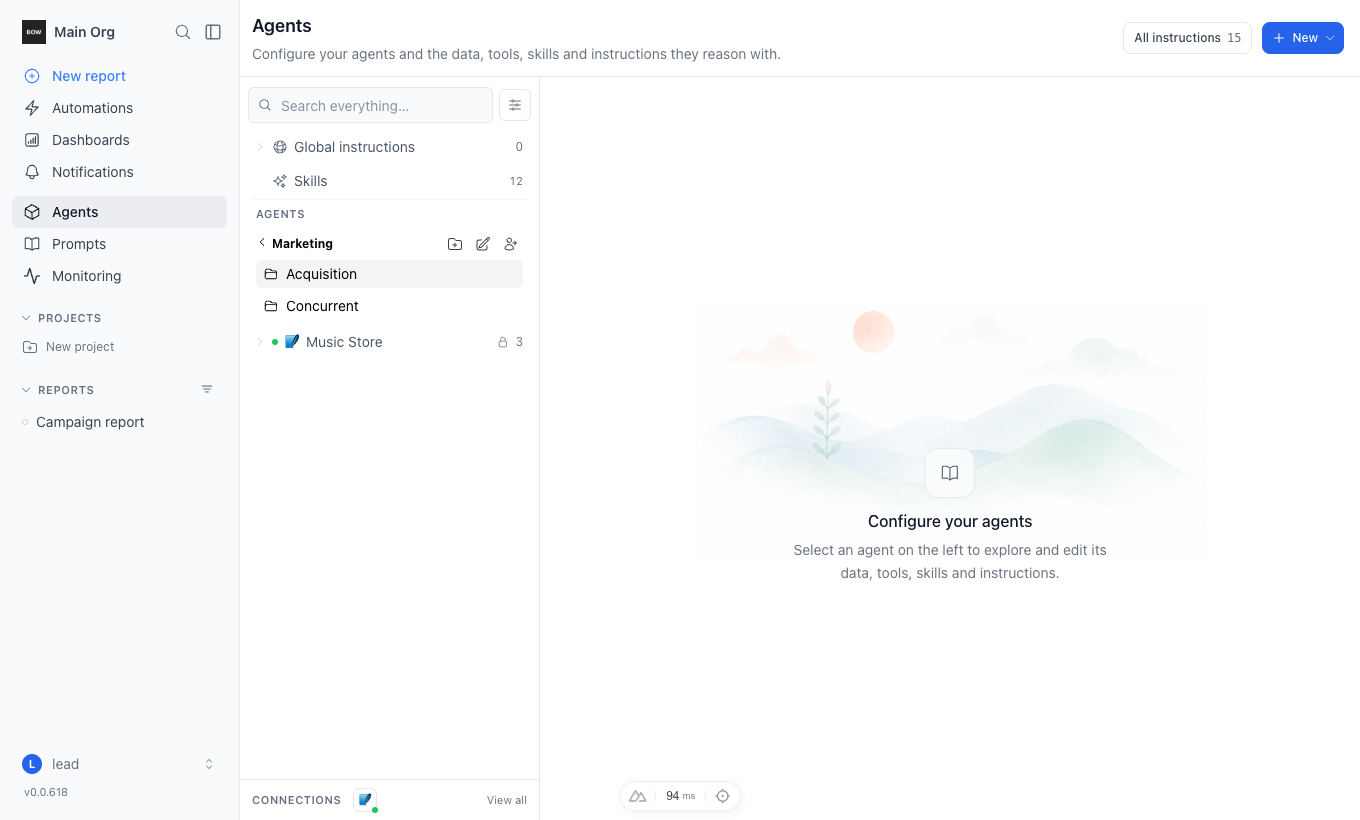 BOW
Main Org
New report
Automations
Dashboards
Notifications
Agents
Prompts
Monitoring
PROJECTS
New project
REPORTS
Campaign report
L
lead
v0.0.618
Agents
Configure your agents and the data, tools, skills and instructions they reason with.
All instructions 15
New
Search everything...
Global instructions 0
Skills 12
AGENTS
Marketing
Acquisition
Concurrent
Music Store 3
CONNECTIONS
View all
Configure your agents
Select an agent on the left to explore and edit its
data, tools, skills and instructions.
94 ms